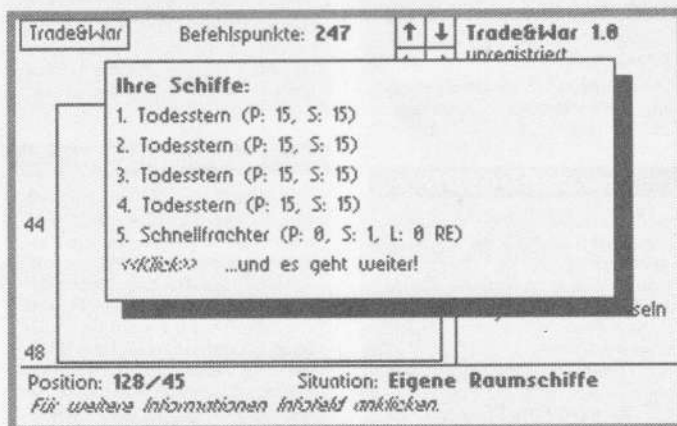 Trade&War Befehlspunkte: 247 ↑ ↓ Trade&War 1.0
unregistriert
Ihre Schiffe:
1. Todesstern (P: 15, S: 15)
2. Todesstern (P: 15, S: 15)
3. Todesstern (P: 15, S: 15)
4. Todesstern (P: 15, S: 15)
44
5. Schnellfrachter (P: 0, S: 1, L: 0 RE)
<<Klick>> ...und es geht weiter!
seln
48
Position: 128/45 Situation: Eigene Raumschiffe
Für weitere Informationen Infofeld anklicken.